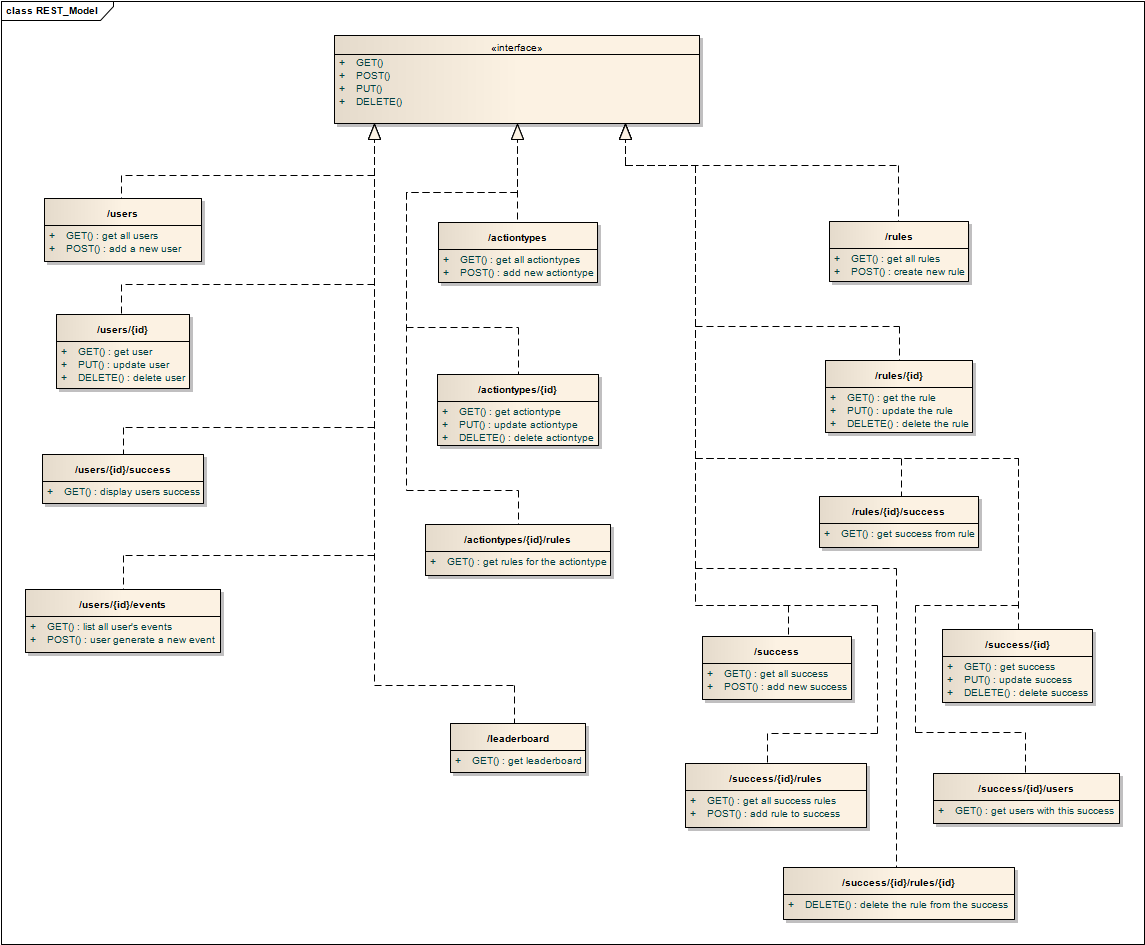 class REST_Model
«interface»
+ GET()
+ POST()
+ PUT()
+ DELETE()
/users
+ GET() : get all users
+ POST() : add a new user
/actiontypes
+ GET() : get all actiontypes
+ POST() : add new actiontype
/rules
+ GET() : get all rules
+ POST() : create new rule
/users/{id}
+ GET() : get user
+ PUT() : update user
+ DELETE() : delete user
/actiontypes/{id}
+ GET() : get actiontype
+ PUT() : update actiontype
+ DELETE() : delete actiontype
/rules/{id}
+ GET() : get the rule
+ PUT() : update the rule
+ DELETE() : delete the rule
/users/{id}/success
+ GET() : display users success
/rules/{id}/success
+ GET() : get success from rule
/actiontypes/{id}/rules
+ GET() : get rules for the actiontype
/users/{id}/events
+ GET() : list all user's events
+ POST() : user generate a new event
/success
+ GET() : get all success
+ POST() : add new success
/success/{id}
+ GET() : get success
+ PUT() : update success
+ DELETE() : delete success
/leaderboard
+ GET() : get leaderboard
/success/{id}/rules
+ GET() : get all success rules
+ POST() : add rule to success
/success/{id}/users
+ GET() : get users with this success
/success/{id}/rules/{id}
+ DELETE() : delete the rule from the success